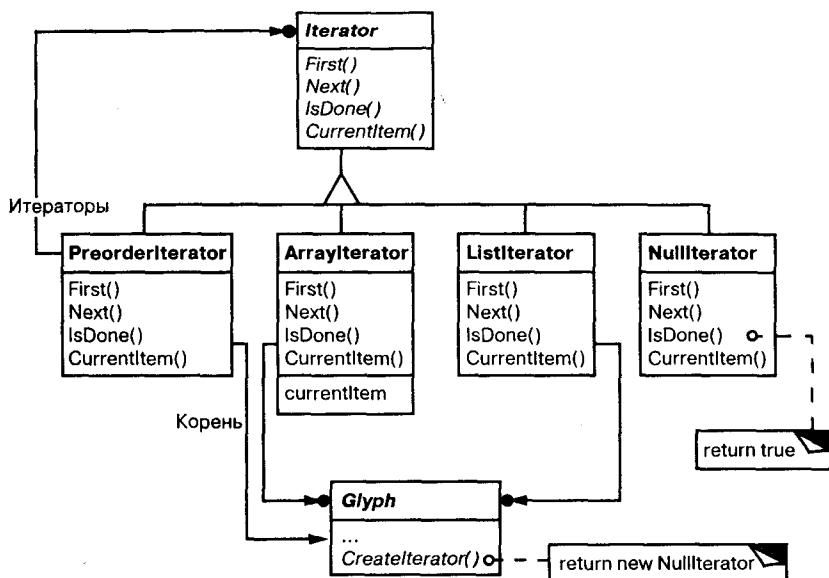 Iterator
First()
Next()
IsDone()
CurrentItem()
Итераторы
PreorderIterator
First()
Next()
IsDone()
CurrentItem()
ArrayIterator
First()
Next()
IsDone()
CurrentItem()
currentItem
ListIterator
First()
Next()
IsDone()
CurrentItem()
NullIterator
First()
Next()
IsDone()
CurrentItem()
Корень
return true
Glyph
...
CreateIterator()
return new NullIterator